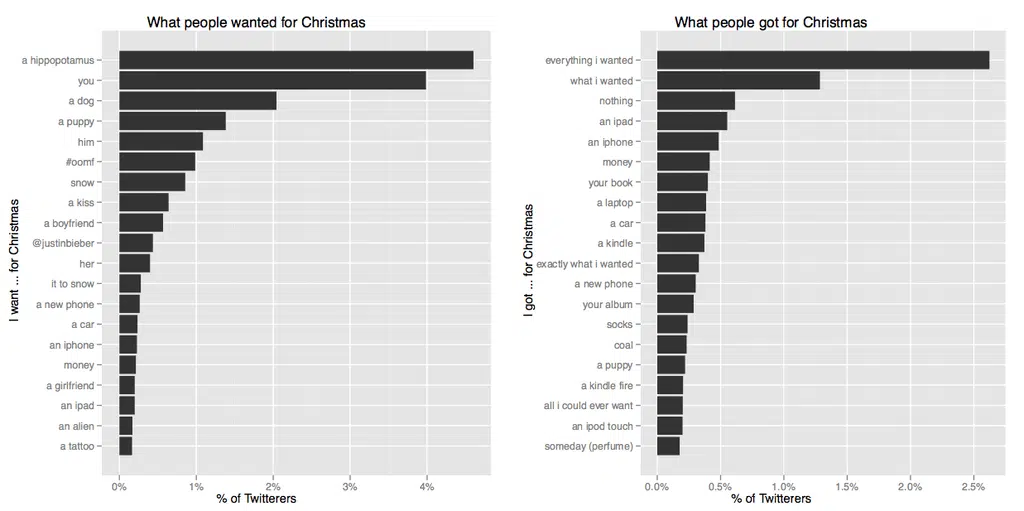 What people wanted for Christmas
I want ... for Christmas
a hippopotamus
you
a dog
a puppy
him
#oomf
snow
a kiss
a boyfriend
@justinbieber
her
it to snow
a new phone
a car
an iphone
money
a girlfriend
an ipad
an alien
a tattoo
0% 1% 2% 3% 4%
% of Twitterers
What people got for Christmas
I got ... for Christmas
everything i wanted
what i wanted
nothing
an ipad
an iphone
money
your book
a laptop
a car
a kindle
exactly what i wanted
a new phone
your album
socks
coal
a puppy
a kindle fire
all i could ever want
an ipod touch
someday (perfume)
0.0% 0.5% 1.0% 1.5% 2.0% 2.5%
% of Twitterers